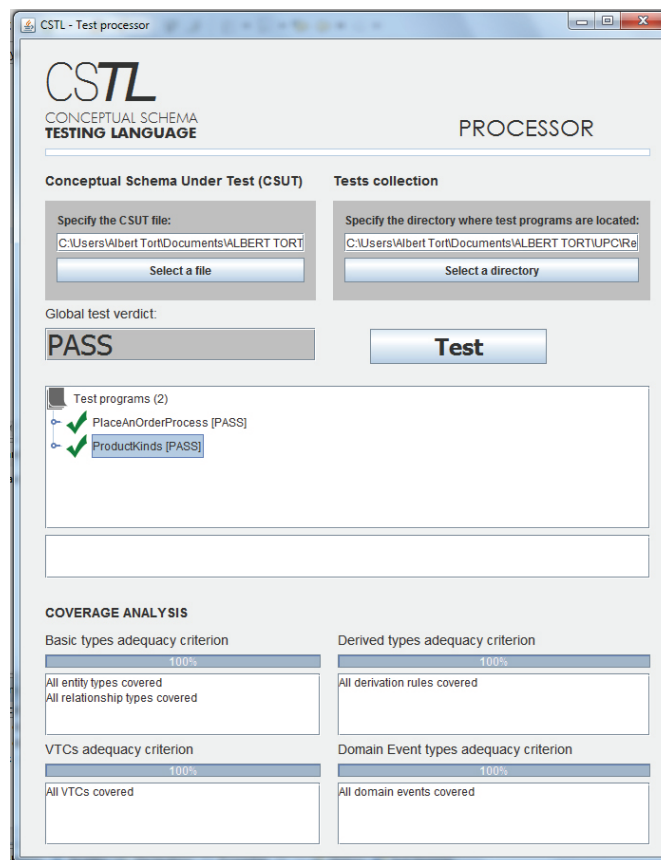 CSTL - Test processor
CSTL
CONCEPTUAL SCHEMA
TESTING LANGUAGE
PROCESSOR
Conceptual Schema Under Test (CSUT)
Tests collection
Specify the CSUT file:
Specify the directory where test programs are located:
C:\Users\Albert Tort\Documents\ALBERT TORT
C:\Users\Albert Tort\Documents\ALBERT TORT\UPC\Re
Select a file
Select a directory
Global test verdict:
PASS
Test
Test programs (2)
PlaceAnOrderProcess [PASS]
ProductKinds [PASS]
COVERAGE ANALYSIS
Basic types adequacy criterion
Derived types adequacy criterion
100%
100%
All entity types covered
All relationship types covered
All derivation rules covered
VTCs adequacy criterion
Domain Event types adequacy criterion
100%
100%
All VTCs covered
All domain events covered